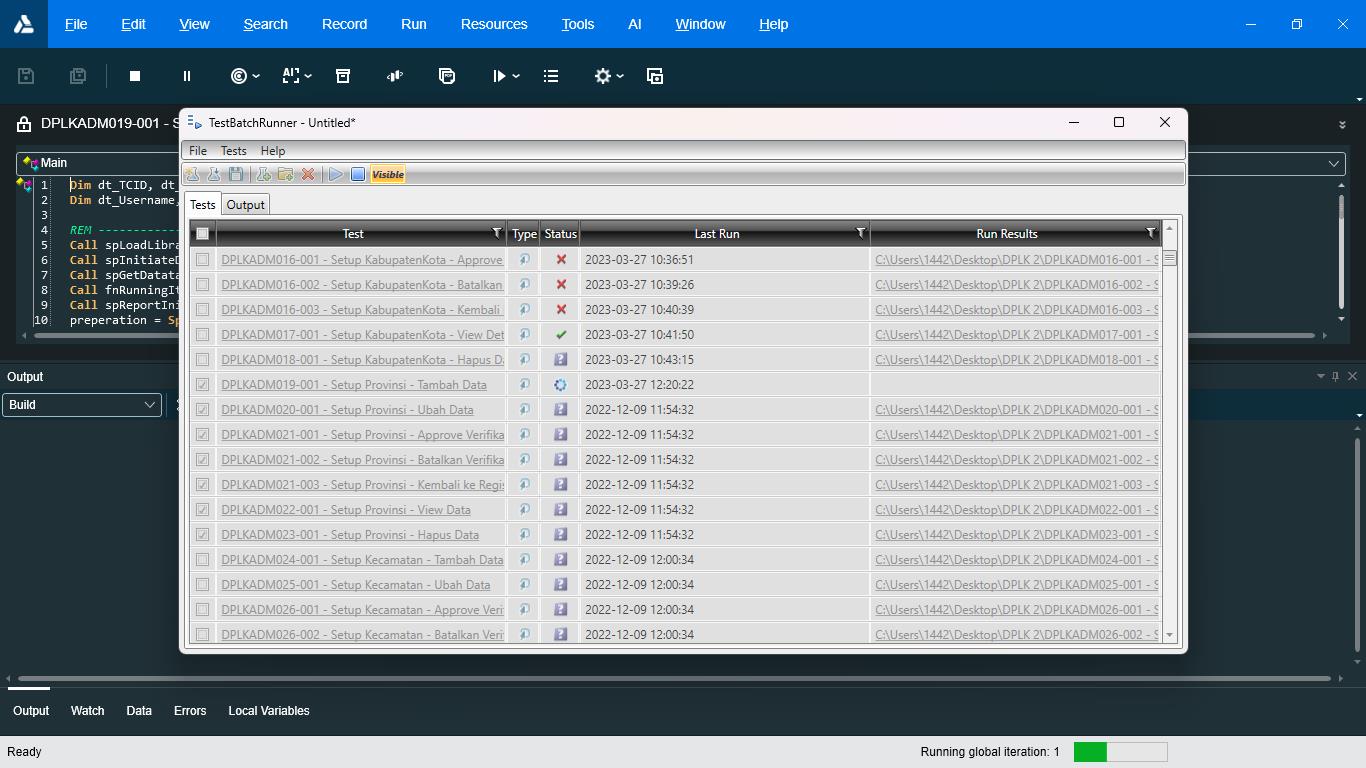 File Edit View Search Record Run Resources Tools AI Window Help
DPLKADM019-001 - S
TestBatchRunner - Untitled*
File Tests Help
Visible
Main
Tests Output
1 Dim dt_TCID, dt_
2 Dim dt_Username,
3
4 REM ------------
5 Call spLoadLibra
6 Call spInitiateD
7 Call spGetDatata
8 Call fnRunningIt
9 Call spReportIni
10 preperation = Sp
Test Type Status Last Run Run Results
DPLKADM016-001 - Setup KabupatenKota - Approve 2023-03-27 10:36:51 C:\Users\1442\Desktop\DPLK 2\DPLKADM016-001 - S
DPLKADM016-002 - Setup KabupatenKota - Batalkan 2023-03-27 10:39:26 C:\Users\1442\Desktop\DPLK 2\DPLKADM016-002 - S
DPLKADM016-003 - Setup KabupatenKota - Kembali 2023-03-27 10:40:39 C:\Users\1442\Desktop\DPLK 2\DPLKADM016-003 - S
DPLKADM017-001 - Setup KabupatenKota - View Det 2023-03-27 10:41:50 C:\Users\1442\Desktop\DPLK 2\DPLKADM017-001 - S
DPLKADM018-001 - Setup KabupatenKota - Hapus Da 2023-03-27 10:43:15 C:\Users\1442\Desktop\DPLK 2\DPLKADM018-001 - S
DPLKADM019-001 - Setup Provinsi - Tambah Data 2023-03-27 12:20:22
DPLKADM020-001 - Setup Provinsi - Ubah Data 2022-12-09 11:54:32 C:\Users\1442\Desktop\DPLK 2\DPLKADM020-001 - S
DPLKADM021-001 - Setup Provinsi - Approve Verifika 2022-12-09 11:54:32 C:\Users\1442\Desktop\DPLK 2\DPLKADM021-001 - S
DPLKADM021-002 - Setup Provinsi - Batalkan Verifika 2022-12-09 11:54:32 C:\Users\1442\Desktop\DPLK 2\DPLKADM021-002 - S
DPLKADM021-003 - Setup Provinsi - Kembali ke Regis 2022-12-09 11:54:32 C:\Users\1442\Desktop\DPLK 2\DPLKADM021-003 - S
DPLKADM022-001 - Setup Provinsi - View Data 2022-12-09 11:54:32 C:\Users\1442\Desktop\DPLK 2\DPLKADM022-001 - S
DPLKADM023-001 - Setup Provinsi - Hapus Data 2022-12-09 11:54:32 C:\Users\1442\Desktop\DPLK 2\DPLKADM023-001 - S
DPLKADM024-001 - Setup Kecamatan - Tambah Data 2022-12-09 12:00:34 C:\Users\1442\Desktop\DPLK 2\DPLKADM024-001 - S
DPLKADM025-001 - Setup Kecamatan - Ubah Data 2022-12-09 12:00:34 C:\Users\1442\Desktop\DPLK 2\DPLKADM025-001 - S
DPLKADM026-001 - Setup Kecamatan - Approve Veri 2022-12-09 12:00:34 C:\Users\1442\Desktop\DPLK 2\DPLKADM026-001 - S
DPLKADM026-002 - Setup Kecamatan - Batalkan Veri 2022-12-09 12:00:34 C:\Users\1442\Desktop\DPLK 2\DPLKADM026-002 - S
Output
Build
Output Watch Data Errors Local Variables
Ready Running global iteration: 1